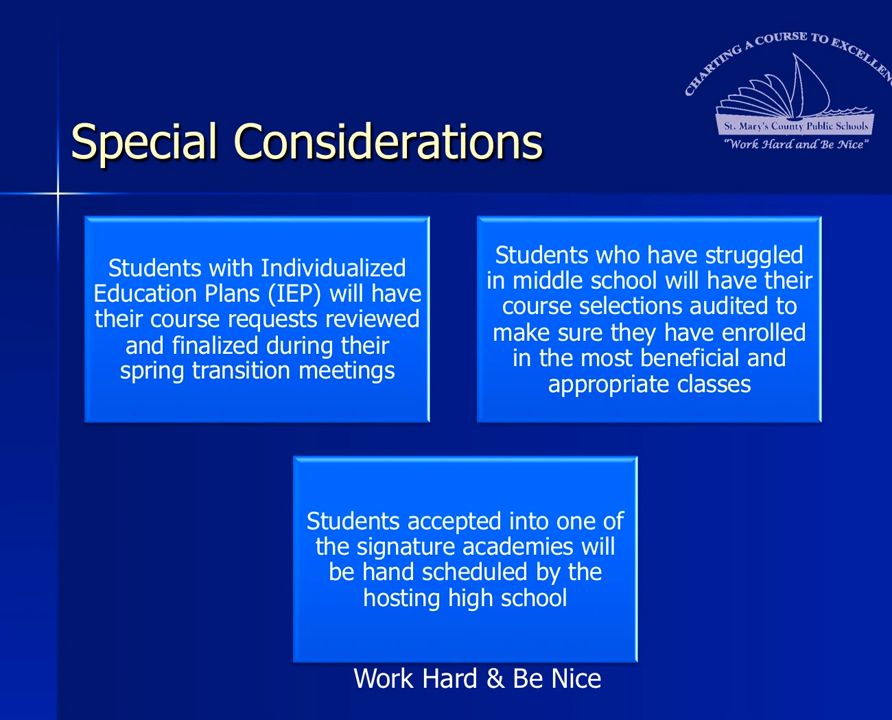 CHARTING A COURSE TO
St. Mary's County Public Schools
"Work Hard and Be Nice"
Special Considerations
Students with Individualized
Education Plans (IEP) will have
their course requests reviewed
and finalized during their
spring transition meetings
Students who have struggled
in middle school will have their
course selections audited to
make sure they have enrolled
in the most beneficial and
appropriate classes
Students accepted into one of
the signature academies will
be hand scheduled by the
hosting high school
Work Hard & Be Nice